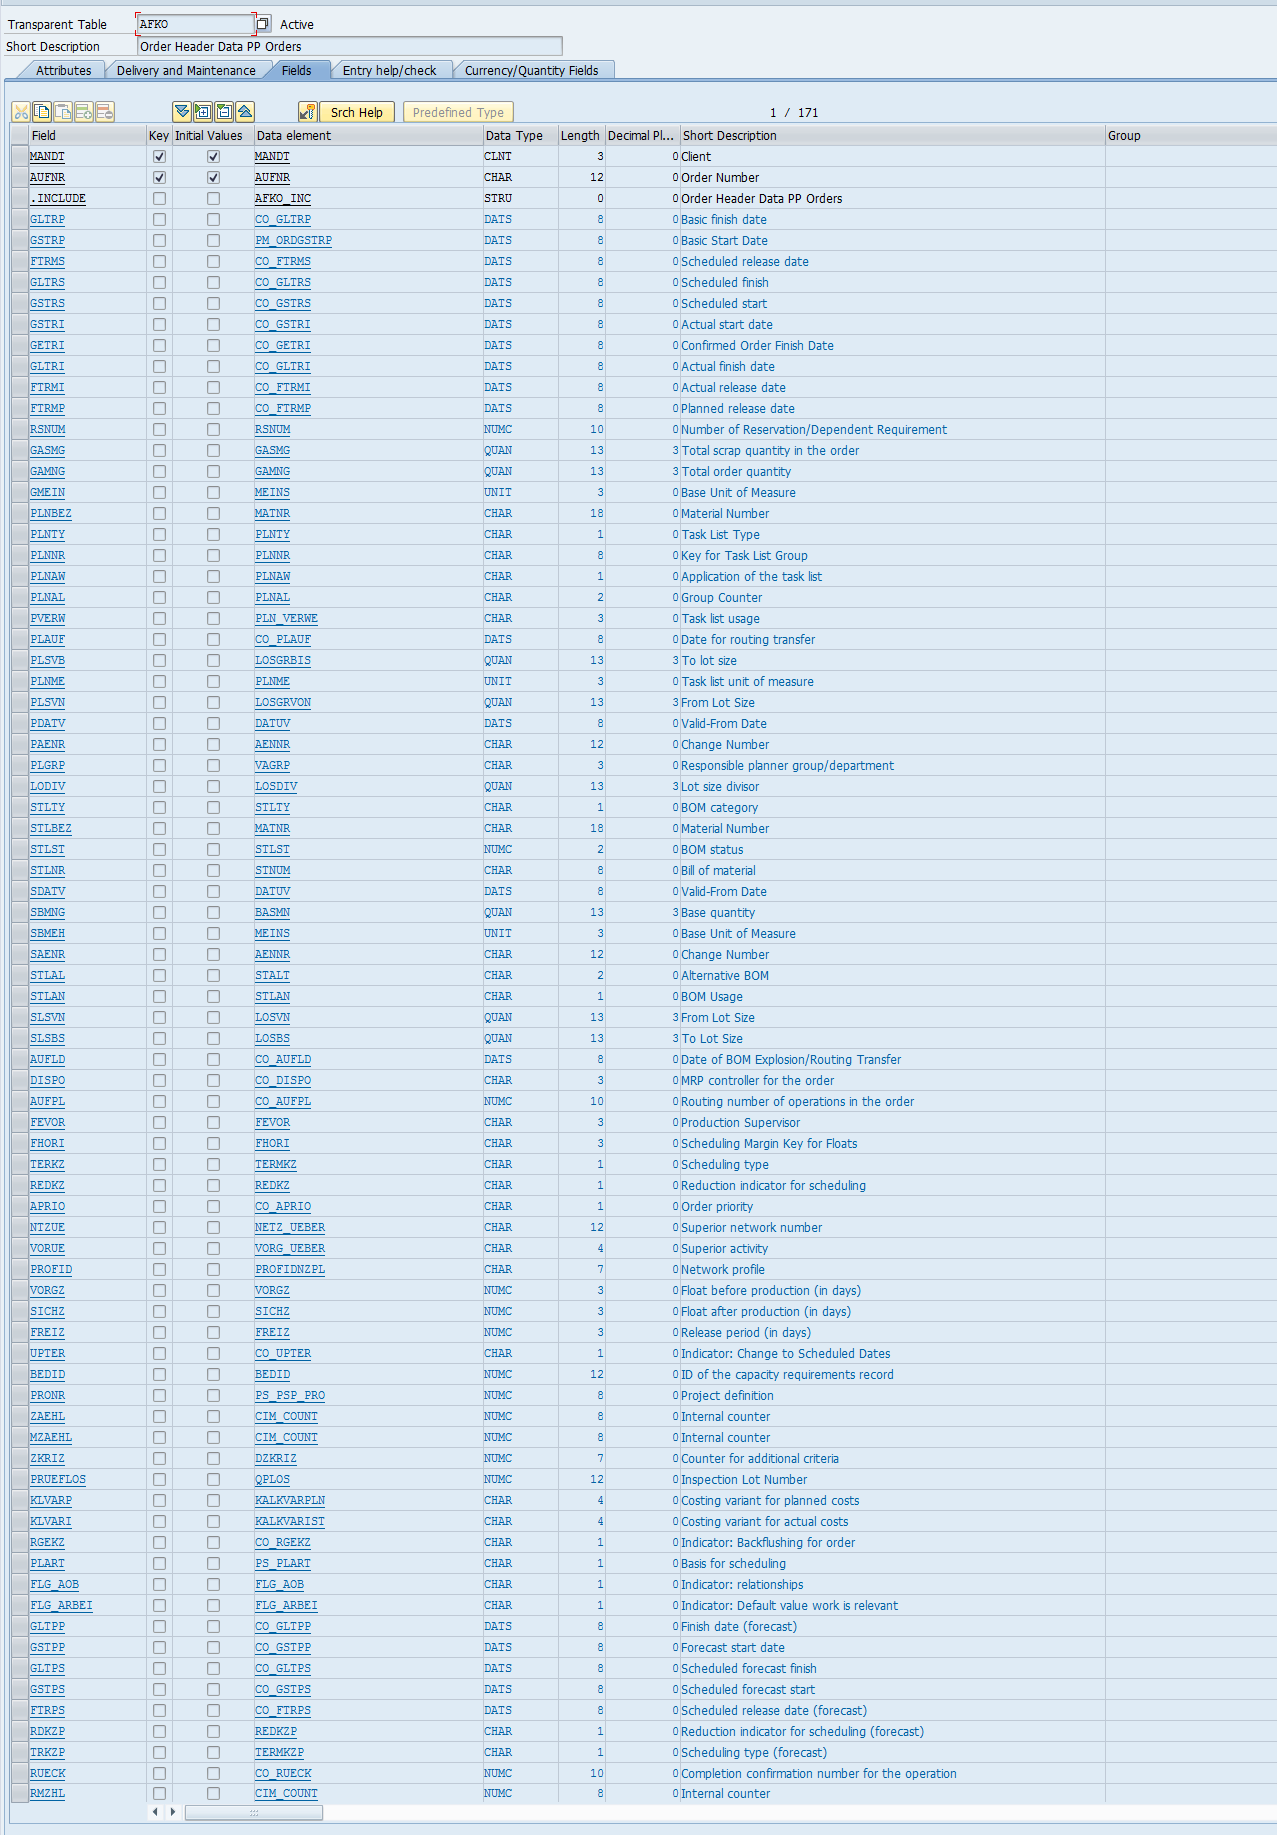 Transparent Table AFKO Active
Short Description Order Header Data PP Orders
Attributes Delivery and Maintenance Fields Entry help/check Currency/Quantity Fields
Srch Help Predefined Type 1 / 171
Field Key Initial Values Data element Data Type Length Decimal Pl... Short Description Group
MANDT MANDT CLNT 3 0 Client
AUFNR AUFNR CHAR 12 0 Order Number
.INCLUDE AFKO_INC STRU 0 0 Order Header Data PP Orders
GLTRP CO_GLTRP DATS 8 0 Basic finish date
GSTRP PM_ORDGSTRP DATS 8 0 Basic Start Date
FTRMS CO_FTRMS DATS 8 0 Scheduled release date
GLTRS CO_GLTRS DATS 8 0 Scheduled finish
GSTRS CO_GSTRS DATS 8 0 Scheduled start
GSTRI CO_GSTRI DATS 8 0 Actual start date
GETRI CO_GETRI DATS 8 0 Confirmed Order Finish Date
GLTRI CO_GLTRI DATS 8 0 Actual finish date
FTRMI CO_FTRMI DATS 8 0 Actual release date
FTRMP CO_FTRMP DATS 8 0 Planned release date
RSNUM RSNUM NUMC 10 0 Number of Reservation/Dependent Requirement
GASMG GASMG QUAN 13 3 Total scrap quantity in the order
GAMNG GAMNG QUAN 13 3 Total order quantity
GMEIN MEINS UNIT 3 0 Base Unit of Measure
PLNBEZ MATNR CHAR 18 0 Material Number
PLNTY PLNTY CHAR 1 0 Task List Type
PLNNR PLNNR CHAR 8 0 Key for Task List Group
PLNAW PLNAW CHAR 1 0 Application of the task list
PLNAL PLNAL CHAR 2 0 Group Counter
PVERW PLN_VERWE CHAR 3 0 Task list usage
PLAUF CO_PLAUF DATS 8 0 Date for routing transfer
PLSVB LOSGRBIS QUAN 13 3 To lot size
PLNME PLNME UNIT 3 0 Task list unit of measure
PLSVN LOSGRVON QUAN 13 3 From Lot Size
PDATV DATUV DATS 8 0 Valid-From Date
PAENR AENNR CHAR 12 0 Change Number
PLGRP VAGRP CHAR 3 0 Responsible planner group/department
LODIV LOSDIV QUAN 13 3 Lot size divisor
STLTY STLTY CHAR 1 0 BOM category
STLBEZ MATNR CHAR 18 0 Material Number
STLST STLST NUMC 2 0 BOM status
STLNR STNUM CHAR 8 0 Bill of material
SDATV DATUV DATS 8 0 Valid-From Date
SBMNG BASMN QUAN 13 3 Base quantity
SBMEH MEINS UNIT 3 0 Base Unit of Measure
SAENR AENNR CHAR 12 0 Change Number
STLAL STALT CHAR 2 0 Alternative BOM
STLAN STLAN CHAR 1 0 BOM Usage
SLSVN LOSVN QUAN 13 3 From Lot Size
SLSBS LOSBS QUAN 13 3 To Lot Size
AUFLD CO_AUFLD DATS 8 0 Date of BOM Explosion/Routing Transfer
DISPO CO_DISPO CHAR 3 0 MRP controller for the order
AUFPL CO_AUFPL NUMC 10 0 Routing number of operations in the order
FEVOR FEVOR CHAR 3 0 Production Supervisor
FHORI FHORI CHAR 3 0 Scheduling Margin Key for Floats
TERKZ TERMKZ CHAR 1 0 Scheduling type
REDKZ REDKZ CHAR 1 0 Reduction indicator for scheduling
APRIO CO_APRIO CHAR 1 0 Order priority
NTZUE NETZ_UEBER CHAR 12 0 Superior network number
VORUE VORG_UEBER CHAR 4 0 Superior activity
PROFID PROFIDNZPL CHAR 7 0 Network profile
VORGZ VORGZ NUMC 3 0 Float before production (in days)
SICHZ SICHZ NUMC 3 0 Float after production (in days)
FREIZ FREIZ NUMC 3 0 Release period (in days)
UPTER CO_UPTER CHAR 1 0 Indicator: Change to Scheduled Dates
BEDID BEDID NUMC 12 0 ID of the capacity requirements record
PRONR PS_PSP_PRO NUMC 8 0 Project definition
ZAEHL CIM_COUNT NUMC 8 0 Internal counter
MZAEHL CIM_COUNT NUMC 8 0 Internal counter
ZKRIZ DZKRIZ NUMC 7 0 Counter for additional criteria
PRUEFLOS QPLOS NUMC 12 0 Inspection Lot Number
KLVARP KALKVARPLN CHAR 4 0 Costing variant for planned costs
KLVARI KALKVARIST CHAR 4 0 Costing variant for actual costs
RGEKZ CO_RGEKZ CHAR 1 0 Indicator: Backflushing for order
PLART PS_PLART CHAR 1 0 Basis for scheduling
FLG_AOB FLG_AOB CHAR 1 0 Indicator: relationships
FLG_ARBEI FLG_ARBEI CHAR 1 0 Indicator: Default value work is relevant
GLTPP CO_GLTPP DATS 8 0 Finish date (forecast)
GSTPP CO_GSTPP DATS 8 0 Forecast start date
GLTPS CO_GLTPS DATS 8 0 Scheduled forecast finish
GSTPS CO_GSTPS DATS 8 0 Scheduled forecast start
FTRPS CO_FTRPS DATS 8 0 Scheduled release date (forecast)
RDKZP REDKZP CHAR 1 0 Reduction indicator for scheduling (forecast)
TRKZP TERMKZP CHAR 1 0 Scheduling type (forecast)
RUECK CO_RUECK NUMC 10 0 Completion confirmation number for the operation
RMZHL CIM_COUNT NUMC 8 0 Internal counter